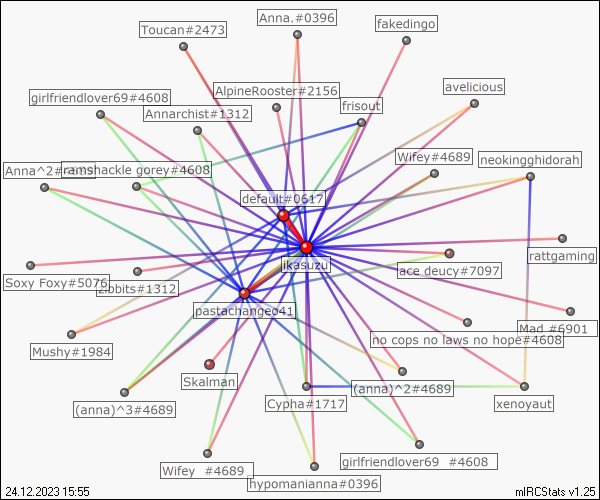 Anna.#0396
Toucan#2473
fakedingo
AlpineRooster#2156
avelicious
girlfriendlover69#4608
Annarchist#1312
frisout
Wifey#4689
neokingghidorah
Anna^2#
ramshackle gorey#4608
default#0617
rattgaming
ikasuzu
ace deucy#7097
Soxy Foxy#5076
zibbits#1312
pastachangeo41
Mad #6901
no cops no laws no hope#4608
Mushy#1984
Skalman
(anna)^2#4689
(anna)^3#4689
Cypha#1717
xenoyaut
Wifey #4689
girlfriendlover69 #4608
hypomanianna#0396
24.12.2023 15:55
mIRCStats v1.25